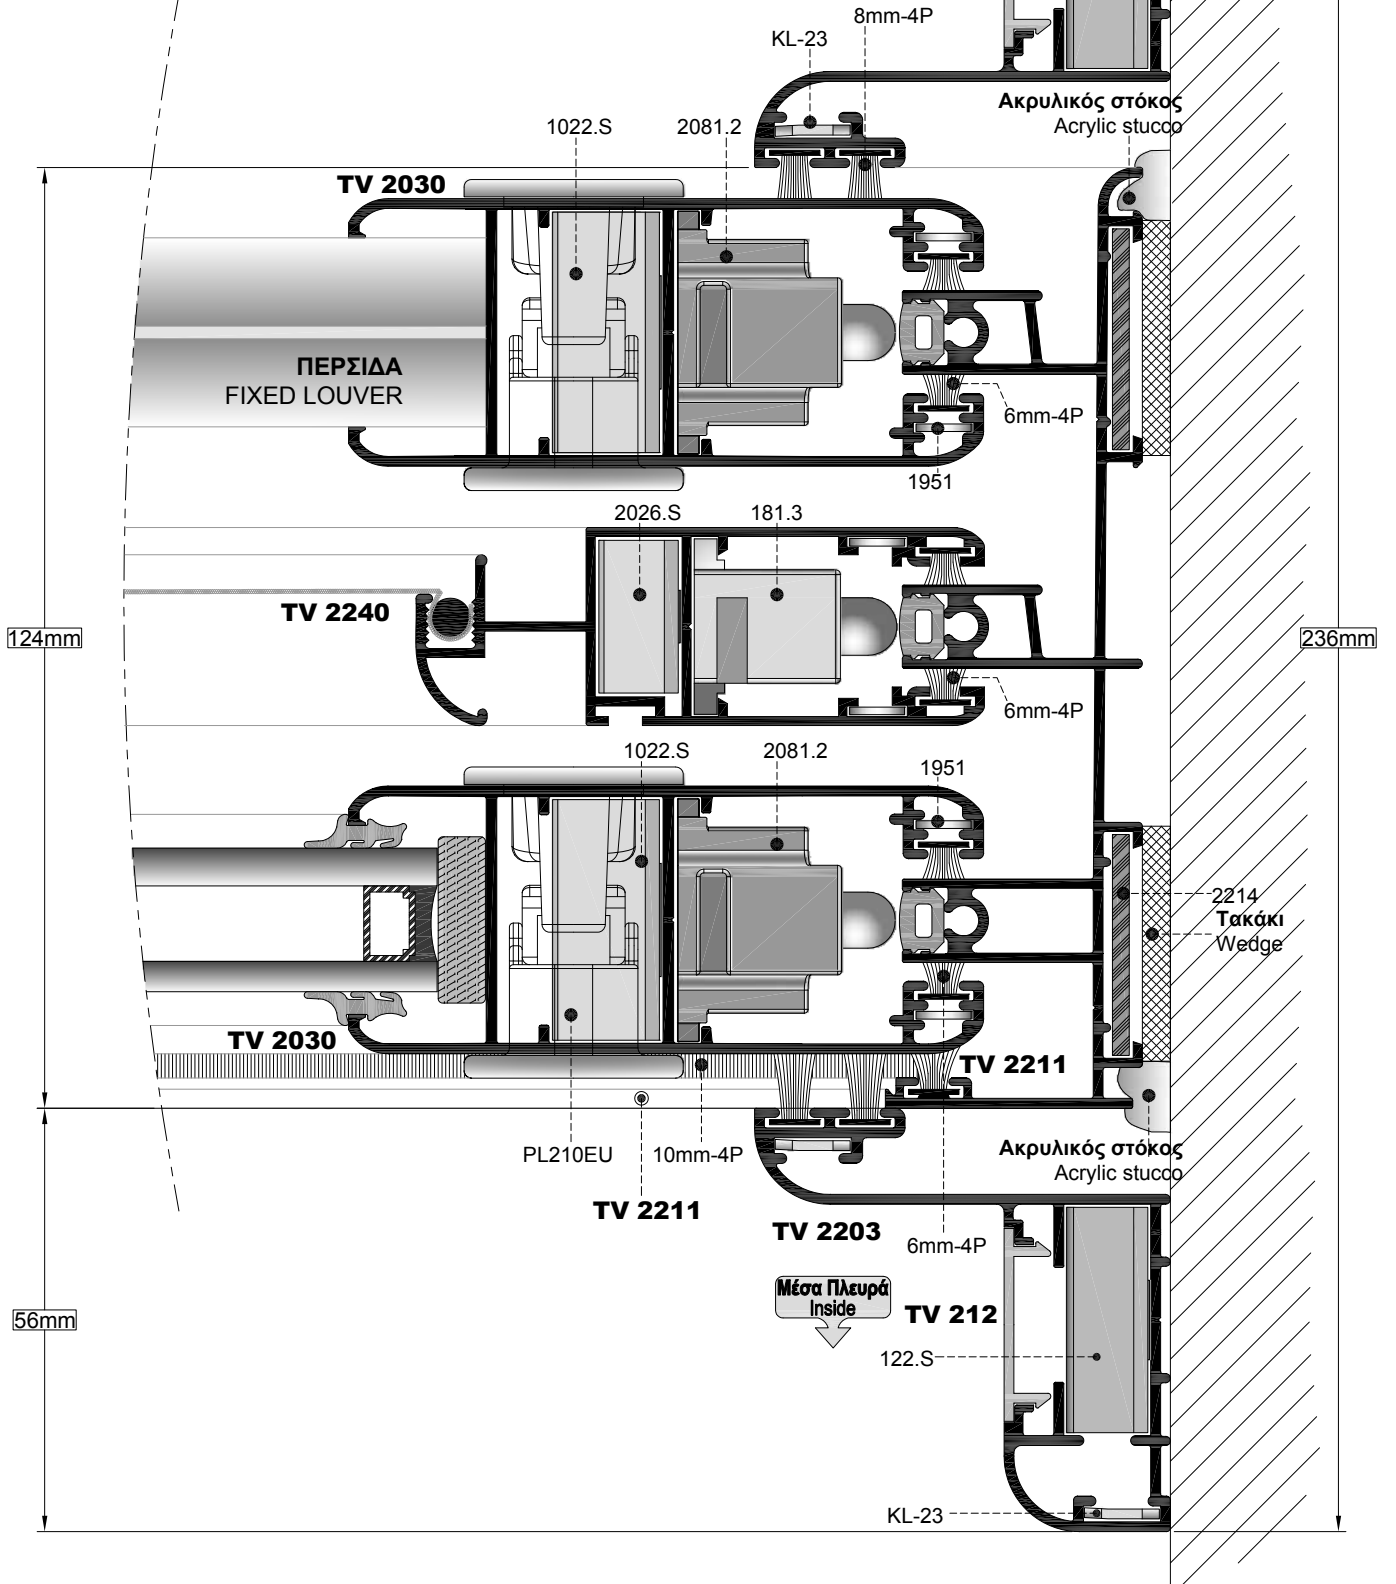 8mm-4P
KL-23
Ακρυλικός στόκος
Acrylic stucco
1022.S
2081.2
TV 2030
ΠΕΡΣΙΔΑ
FIXED LOUVER
6mm-4P
1951
2026.S
181.3
TV 2240
124mm
236mm
6mm-4P
1022.S
2081.2
1951
2214
Τακάκι
Wedge
TV 2030
TV 2211
PL210EU
10mm-4P
Ακρυλικός στόκος
Acrylic stucco
TV 2211
TV 2203
6mm-4P
Μέσα Πλευρά
Inside
TV 212
56mm
122.S
KL-23